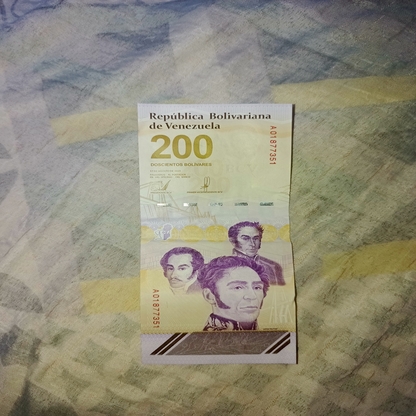 República Bolivariana
de Venezuela
200
DOSCIENTOS BOLÍVARES
A01877351
A01877351